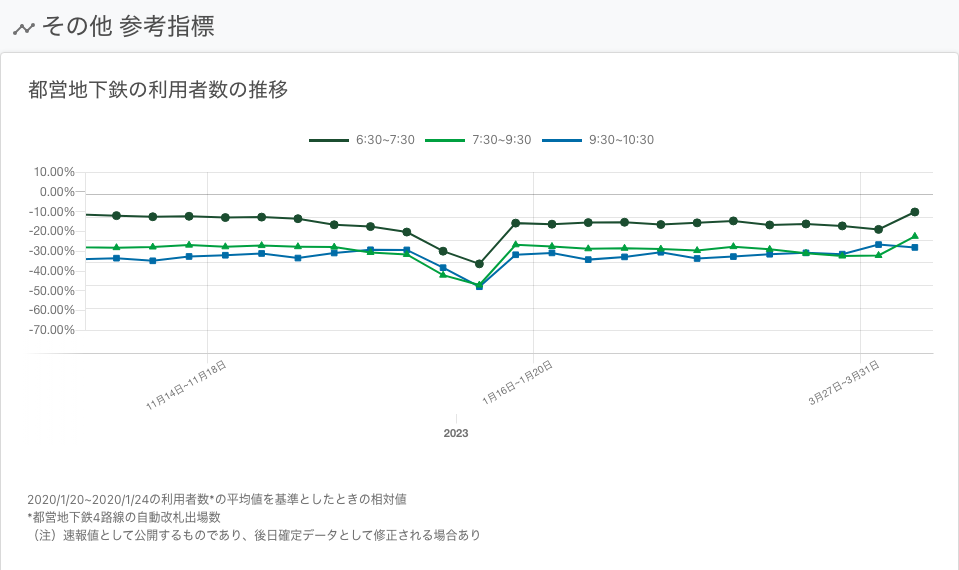 その他 参考指標
都営地下鉄の利用者数の推移
6:30~7:30 7:30~9:30 9:30~10:30
10.00%
0.00%
-10.00%
-20.00%
-30.00%
-40.00%
-50.00%
-60.00%
-70.00%
11月14日~11月18日 1月16日~1月20日 3月27日~3月31日
2023
2020/1/20~2020/1/24の利用者数*の平均値を基準としたときの相対値
*都営地下鉄4路線の自動改札出場数
（注）速報値として公開するものであり、後日確定データとして修正される場合あり